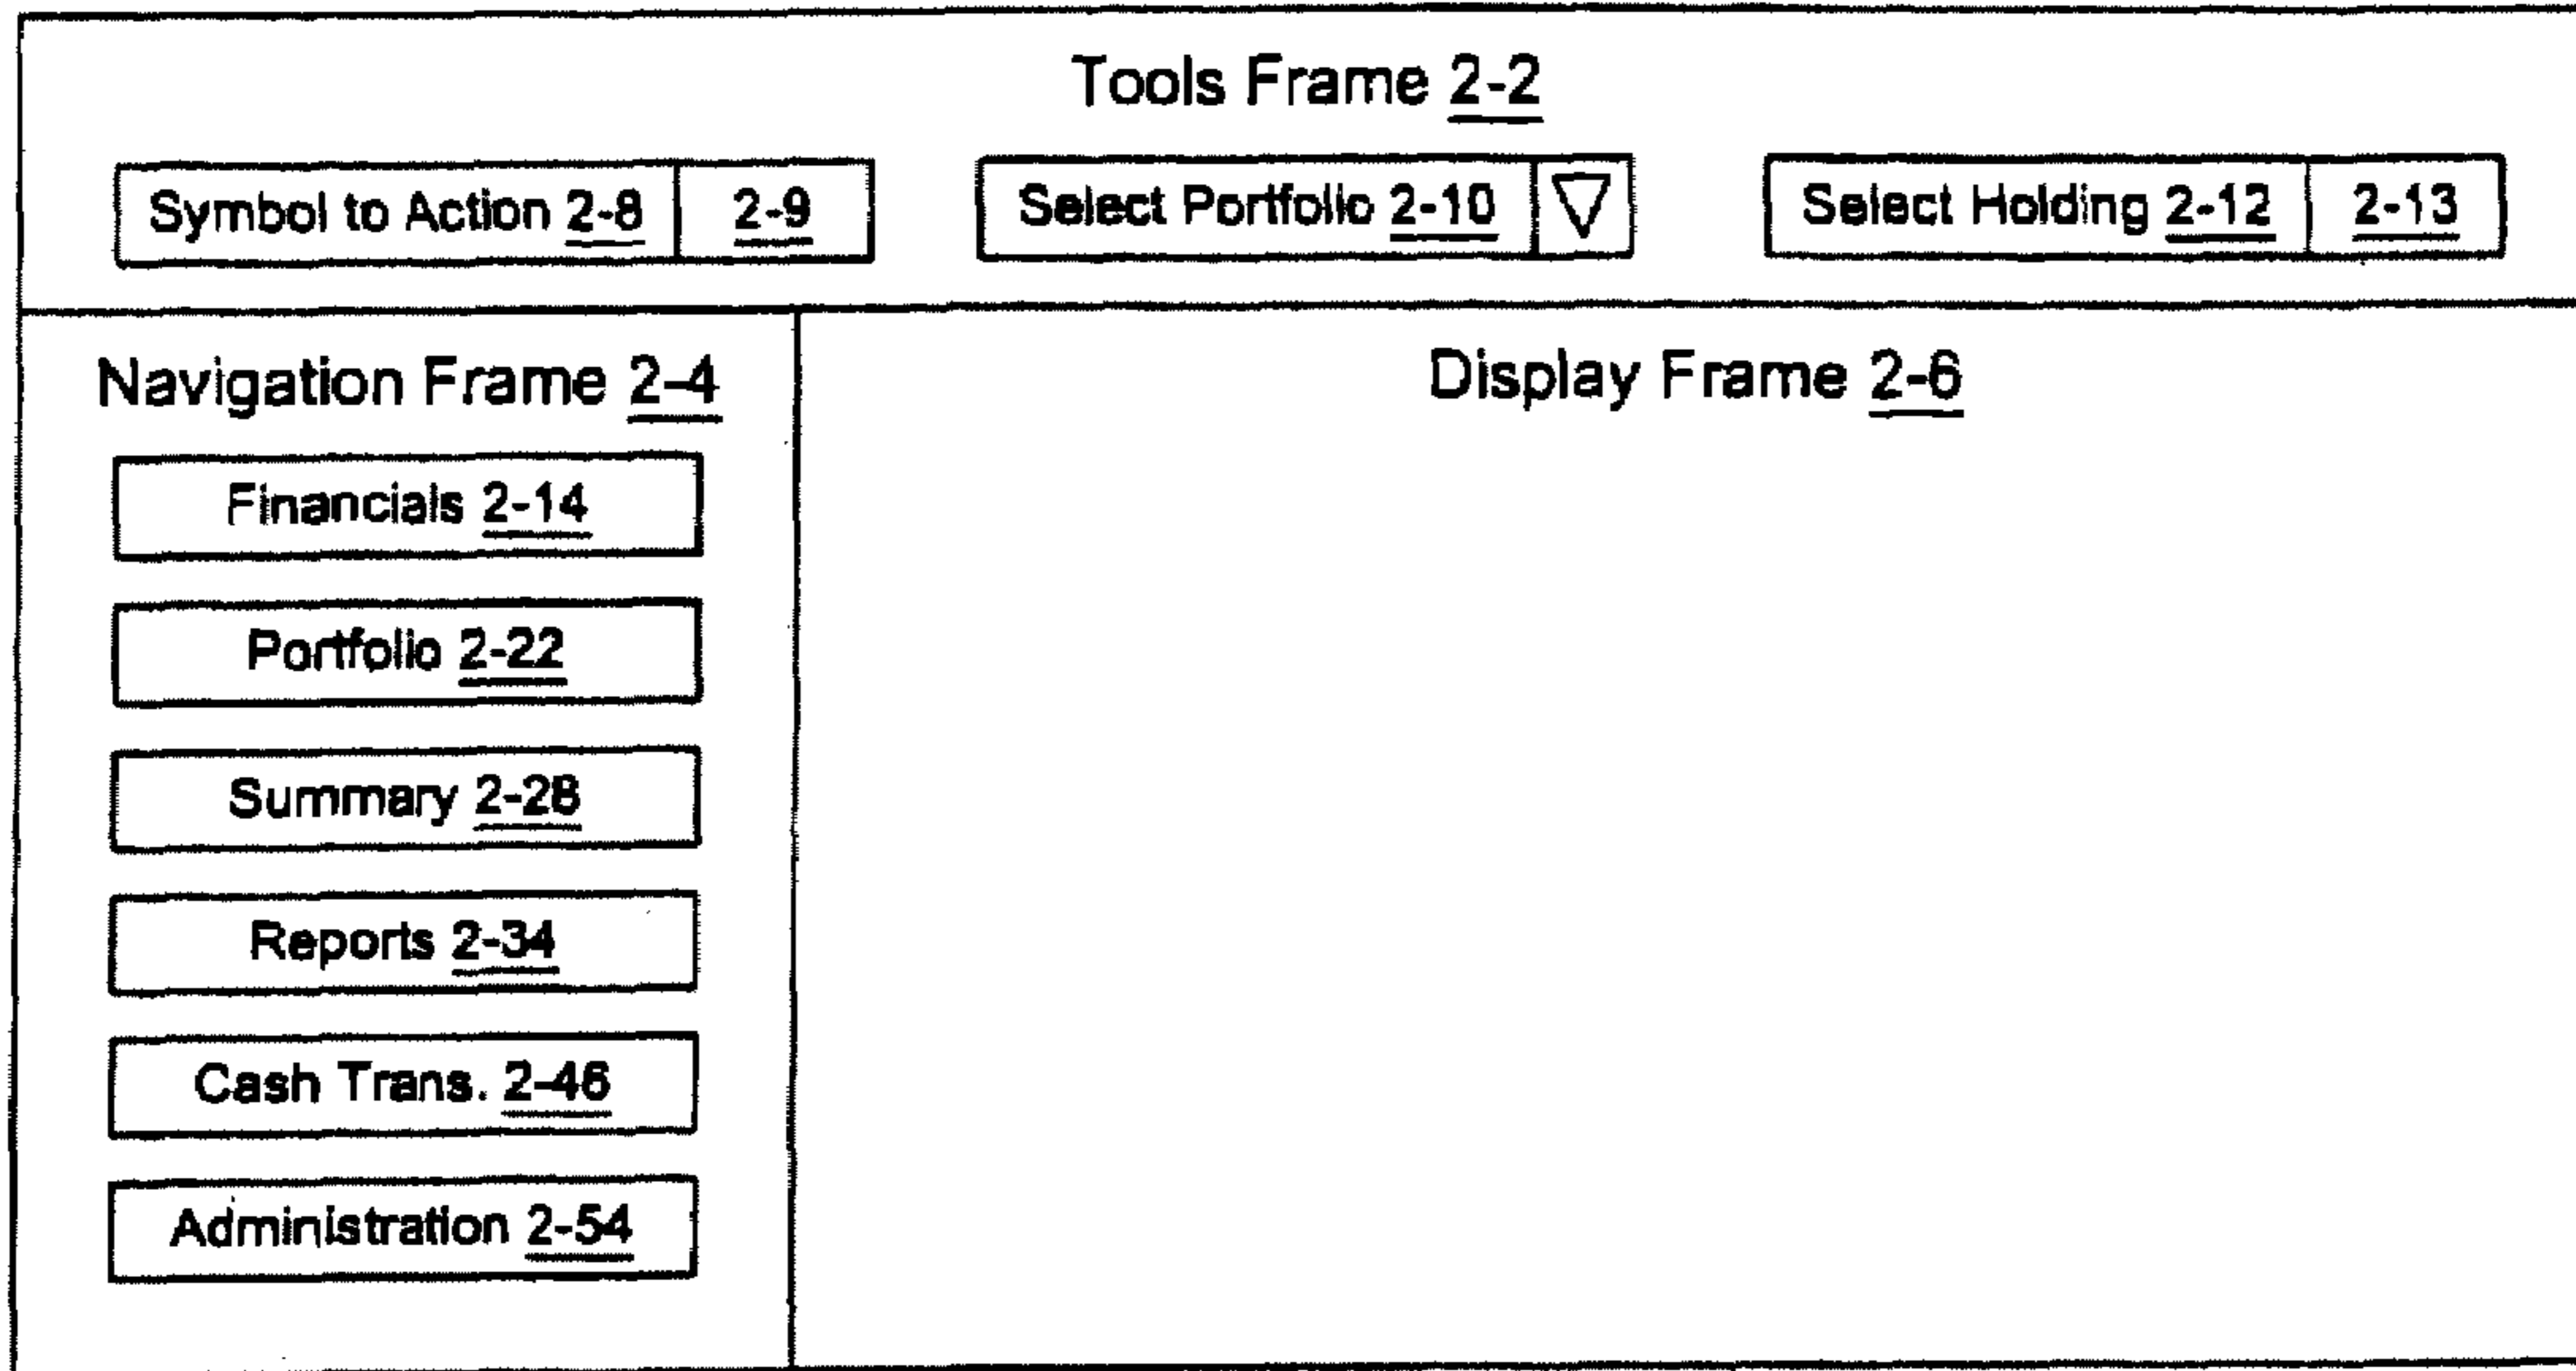 Tools Frame 2-2
Symbol to Action 2-8 2-9 Select Portfolio 2-10 Select Holding 2-12 2-13
Navigation Frame 2-4
Display Frame 2-6
Financials 2-14
Portfolio 2-22
Summary 2-28
Reports 2-34
Cash Trans. 2-46
Administration 2-54